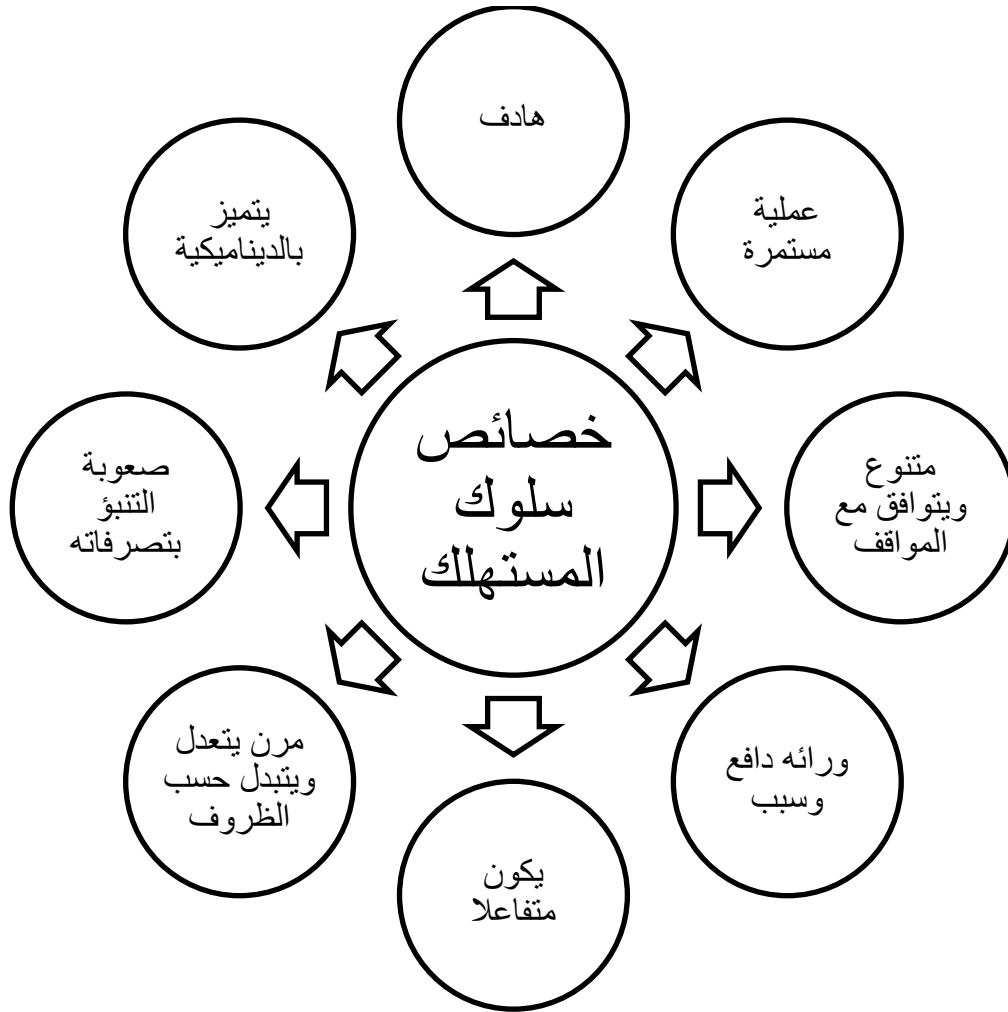 خصائص
سلوك
المستهلك
هادف
عملية
مستمرة
متنوع
ويتوافق مع
المواقف
ورائه دافع
وسبب
يكون
متفاعلا
مرن يتعدل
ويتبدل حسب
الظروف
صعوبة
التنبؤ
بتصرفاته
يتميز
بالديناميكية